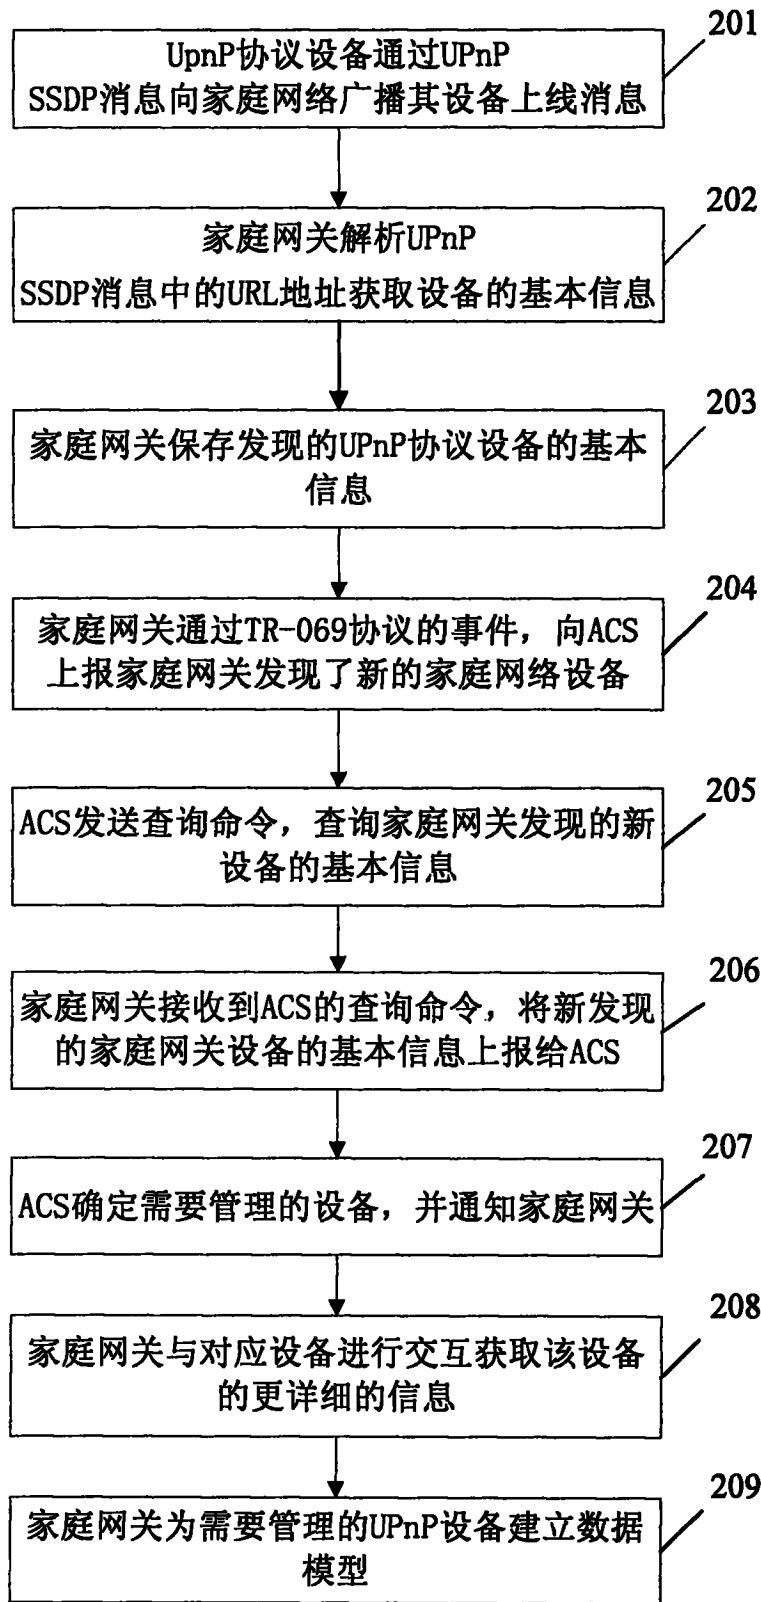 201
UpnP协议设备通过UPnP
SSDP消息向家庭网络广播其设备上线消息
202
家庭网关解析UPnP
SSDP消息中的URL地址获取设备的基本信息
203
家庭网关保存发现的UPnP协议设备的基本
信息
204
家庭网关通过TR-069协议的事件，向ACS
上报家庭网关发现了新的家庭网络设备
205
ACS发送查询命令，查询家庭网关发现的新
设备的基本信息
206
家庭网关接收到ACS的查询命令，将新发现
的家庭网关设备的基本信息上报给ACS
207
ACS确定需要管理的设备，并通知家庭网关
208
家庭网关与对应设备进行交互获取该设备
的更详细的信息
209
家庭网关为需要管理的UPnP设备建立数据
模型